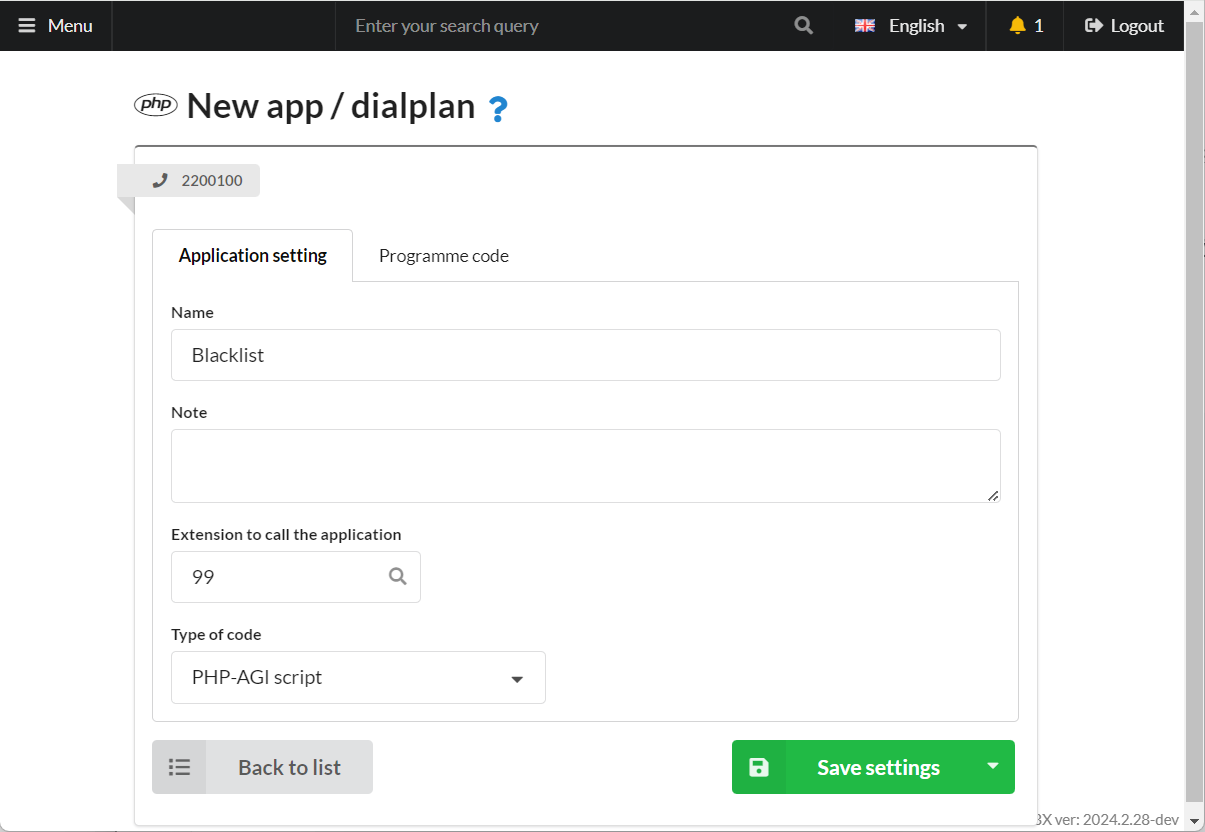 Menu
Enter your search query
English
1
Logout
php New app / dialplan ?
2200100
Application setting
Programme code
Name
Blacklist
Note
Extension to call the application
99
Type of code
PHP-AGI script
Back to list
Save settings
ver: 2024.2.28-dev